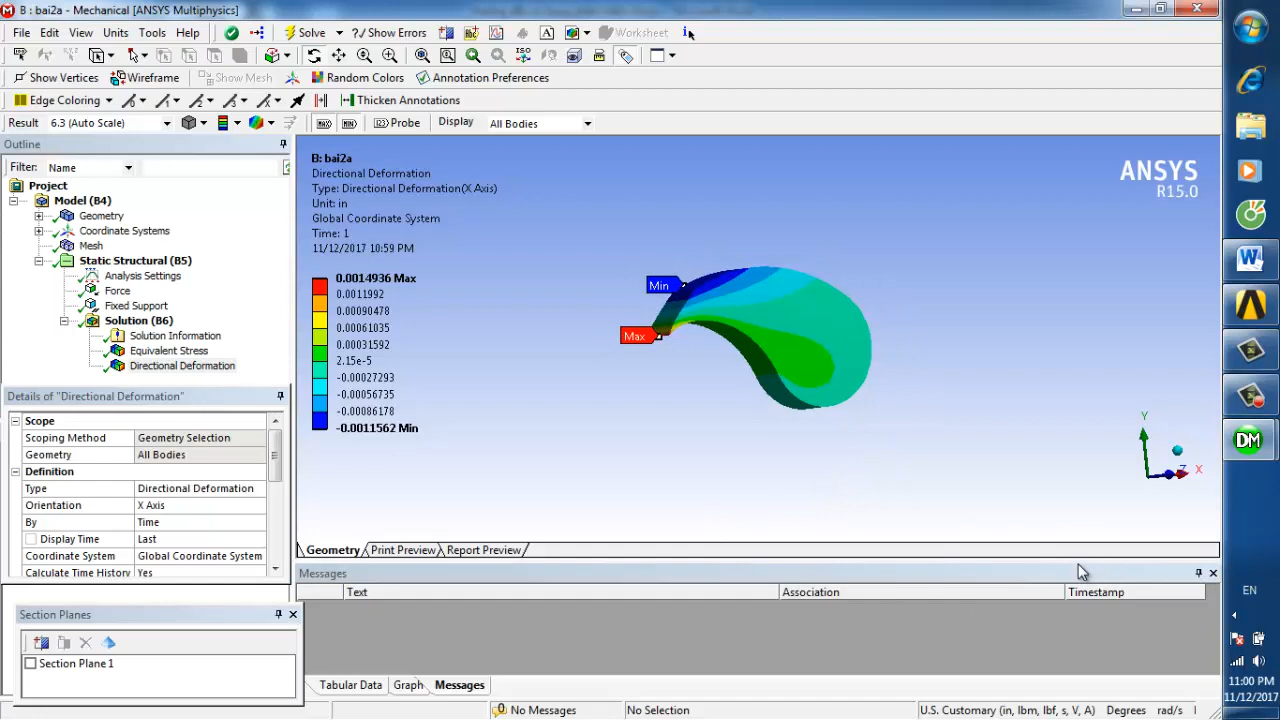 B : bai2a - Mechanical [ANSYS Multiphysics]
File Edit View Units Tools Help Solve ?/ Show Errors Worksheet
Show Vertices Wireframe Show Mesh Random Colors Annotation Preferences
Edge Coloring Thicken Annotations
Result 6.3 (Auto Scale) MAX MIN Probe Display All Bodies
Outline
Filter: Name
Project
Model (B4)
Geometry
Coordinate Systems
Mesh
Static Structural (B5)
Analysis Settings
Force
Fixed Support
Solution (B6)
Solution Information
Equivalent Stress
Directional Deformation
Details of "Directional Deformation"
Scope
Scoping Method Geometry Selection
Geometry All Bodies
Definition
Type Directional Deformation
Orientation X Axis
By Time
Display Time Last
Coordinate System Global Coordinate System
Calculate Time History Yes
Section Planes
Section Plane 1
B: bai2a
Directional Deformation
Type: Directional Deformation(X Axis)
Unit: in
Global Coordinate System
Time: 1
11/12/2017 10:59 PM
0.0014936 Max
0.0011992
0.00090478
0.00061035
0.00031592
2.15e-5
-0.00027293
-0.00056735
-0.00086178
-0.0011562 Min
Min
Max
ANSYS
R15.0
Y
Z X
Geometry Print Preview Report Preview
Messages
Text Association Timestamp
Tabular Data Graph Messages
No Messages No Selection U.S. Customary (in, lbm, lbf, s, V, A) Degrees rad/s
DM
EN
11:00 PM
11/12/2017